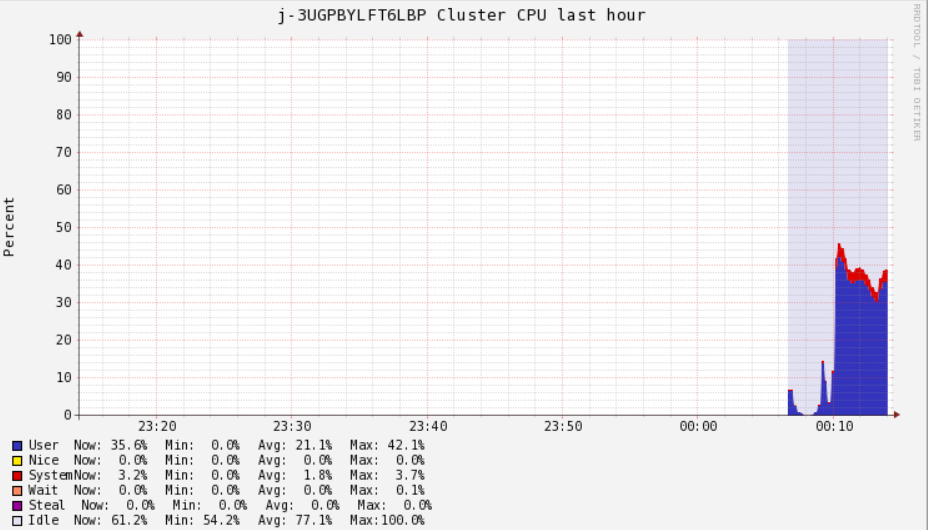 j-3UGPBYLFT6LBP Cluster CPU last hour
RRDTOOL / TOBI OETIKER
Percent
100
90
80
70
60
50
40
30
20
10
0
23:20 23:30 23:40 23:50 00:00 00:10
User Now: 35.6% Min: 0.0% Avg: 21.1% Max: 42.1%
Nice Now: 0.0% Min: 0.0% Avg: 0.0% Max: 0.0%
System Now: 3.2% Min: 0.0% Avg: 1.8% Max: 3.7%
Wait Now: 0.0% Min: 0.0% Avg: 0.0% Max: 0.1%
Steal Now: 0.0% Min: 0.0% Avg: 0.0% Max: 0.0%
Idle Now: 61.2% Min: 54.2% Avg: 77.1% Max:100.0%